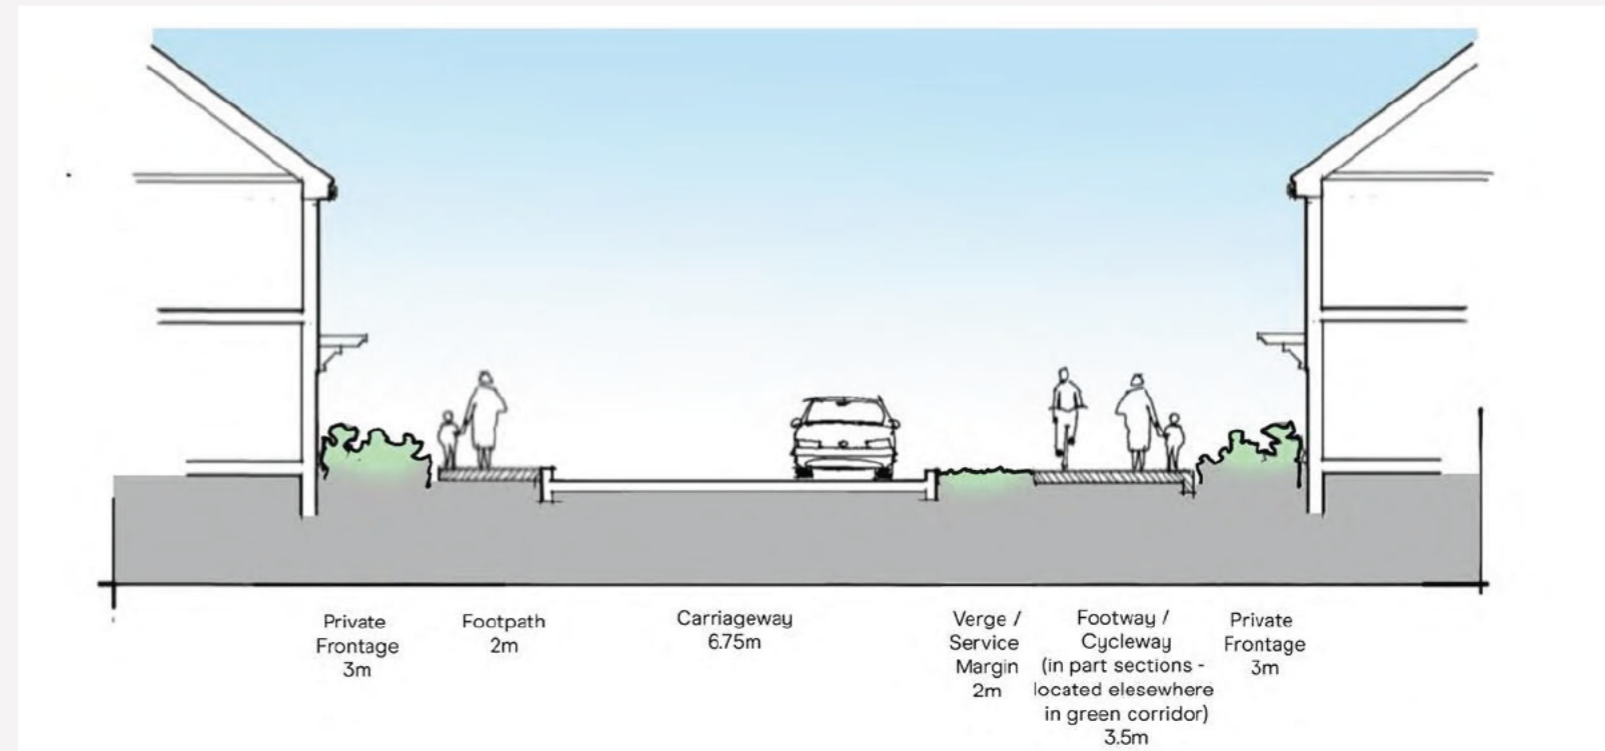 Private
Frontage
3m
Footpath
2m
Carriageway
6.75m
Verge /
Service
Margin
2m
Footway /
Cycleway
(in part sections -
located elesewhere
in green corridor)
3.5m
Private
Frontage
3m